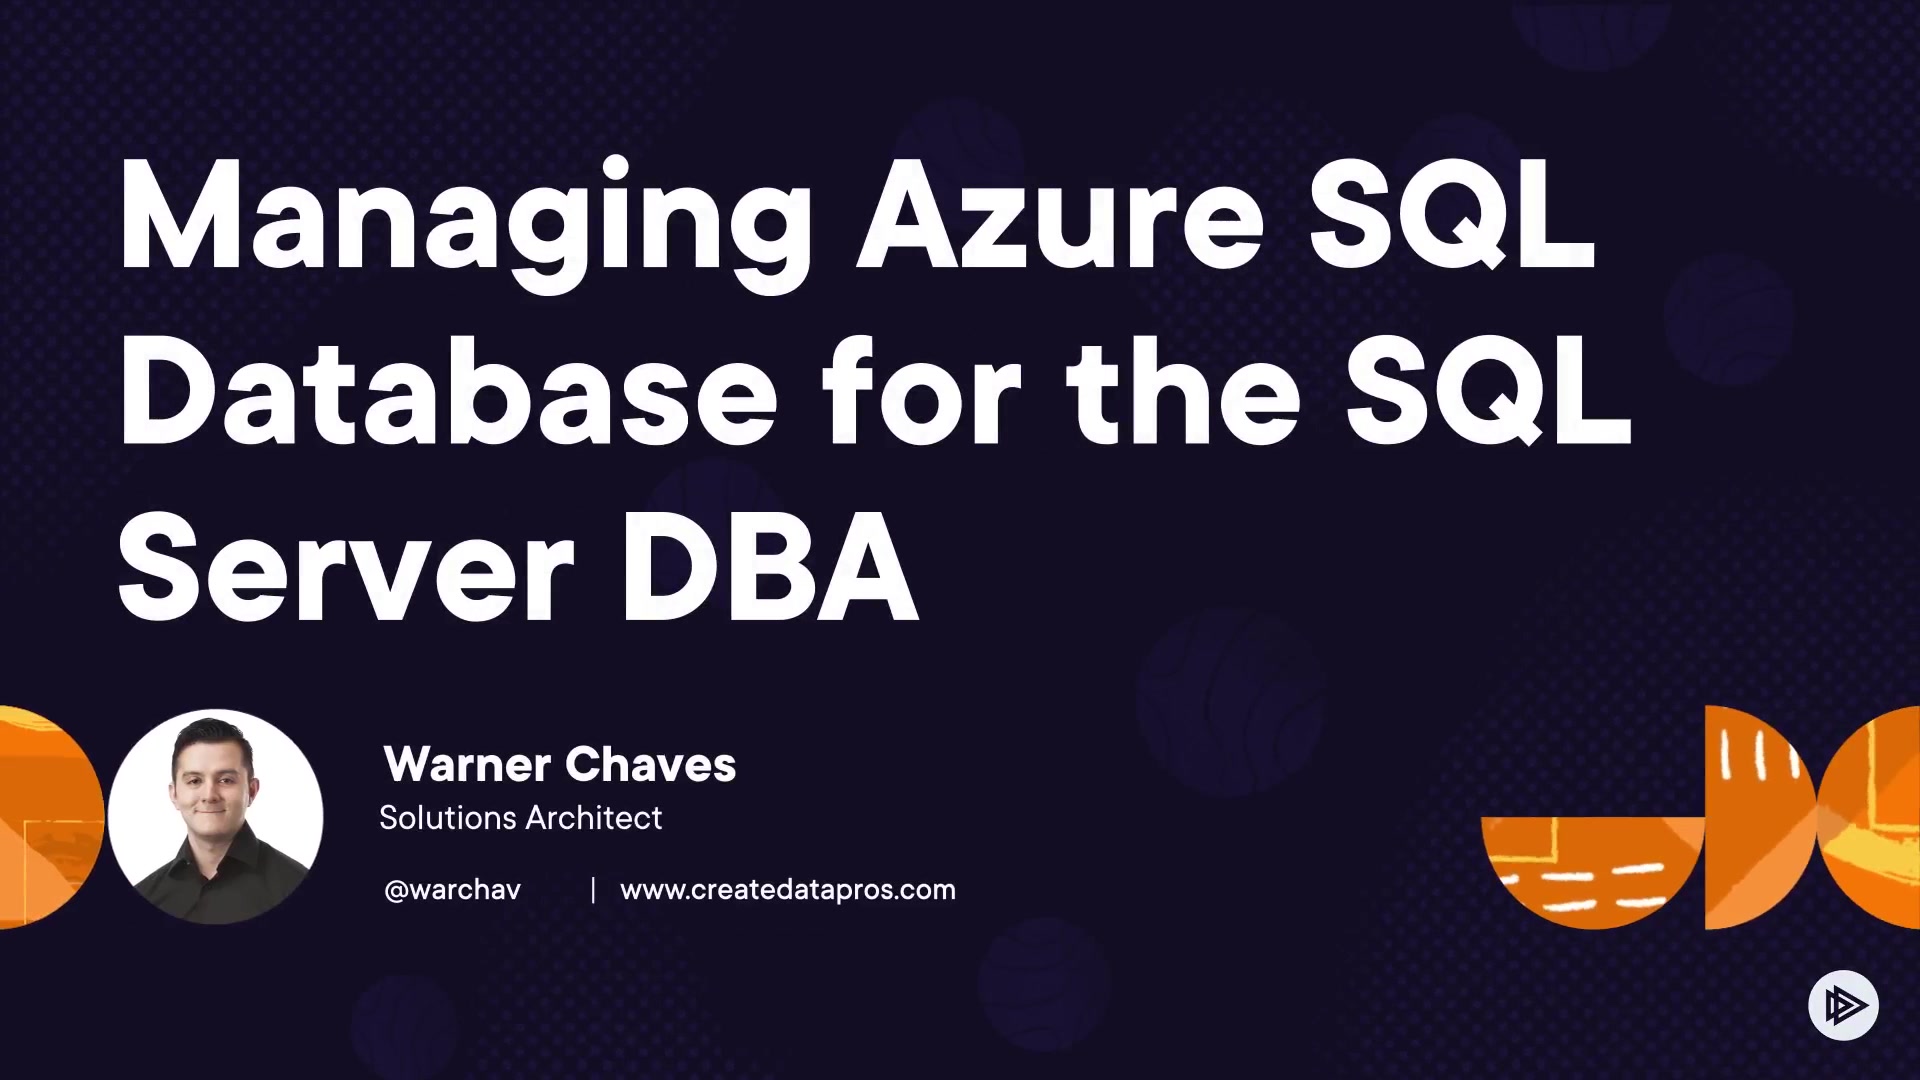 Managing Azure SQL
Database for the SQL
Server DBA
Warner Chaves
Solutions Architect
@warchav | www.createdatapros.com